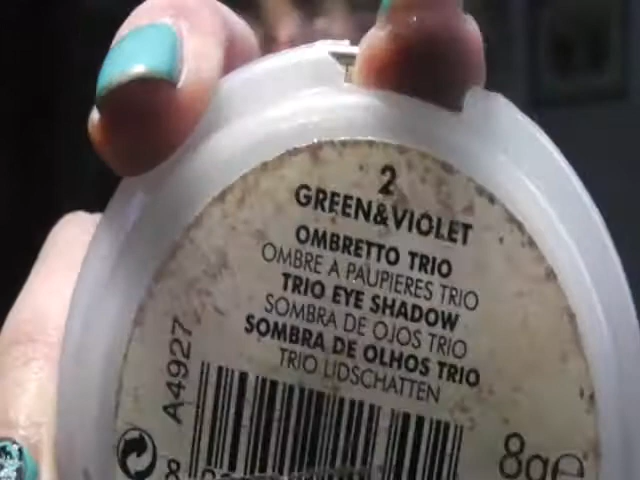 2
GREEN&VIOLET
OMBRETTO TRIO
OMBRE A PAUPIERES TRIO
TRIO EYE SHADOW
SOMBRA DE OJOS TRIO
SOMBRA DE OLHOS TRIO
TRIO LIDSCHATTEN
A4927
8g℮